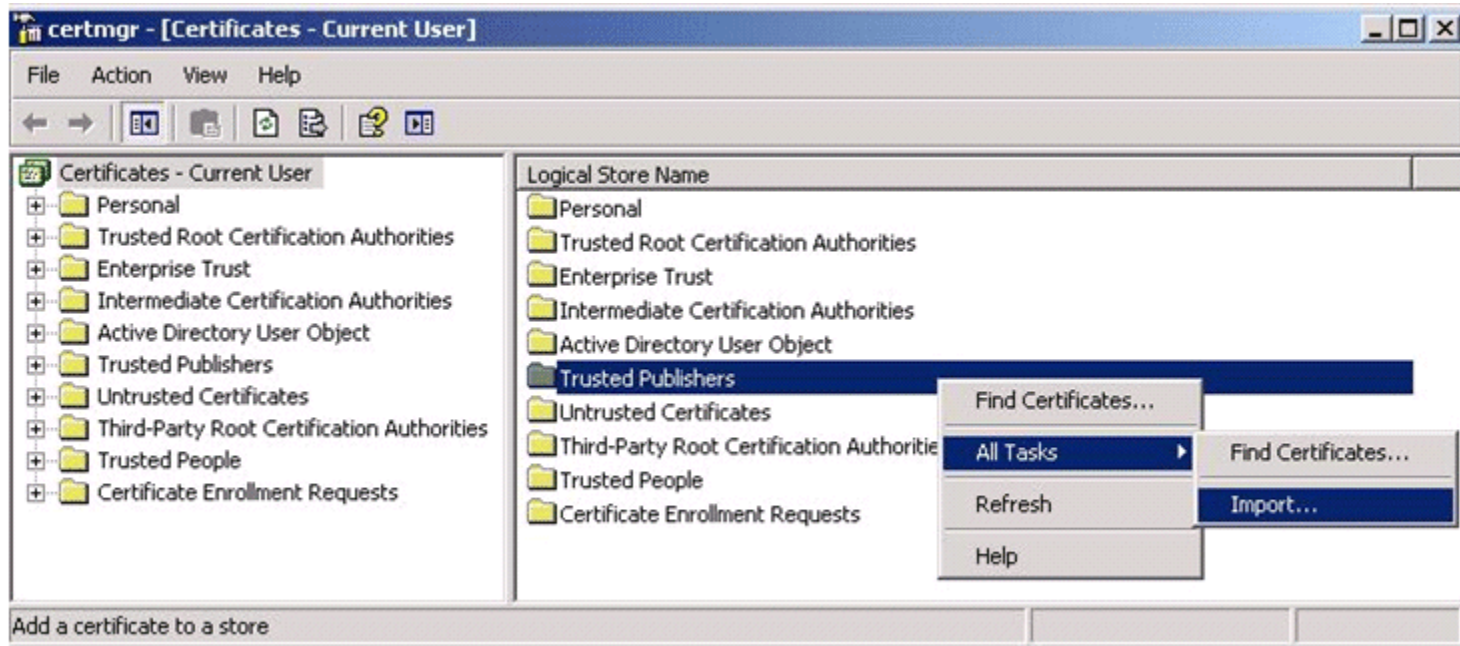 certmgr - [Certificates - Current User]
File Action View Help
Certificates - Current User
Personal
Trusted Root Certification Authorities
Enterprise Trust
Intermediate Certification Authorities
Active Directory User Object
Trusted Publishers
Untrusted Certificates
Third-Party Root Certification Authorities
Trusted People
Certificate Enrollment Requests
Logical Store Name
Personal
Trusted Root Certification Authorities
Enterprise Trust
Intermediate Certification Authorities
Active Directory User Object
Trusted Publishers
Untrusted Certificates
Third-Party Root Certification Authoritie
Trusted People
Certificate Enrollment Requests
Find Certificates...
All Tasks
Refresh
Help
Find Certificates...
Import...
Add a certificate to a store